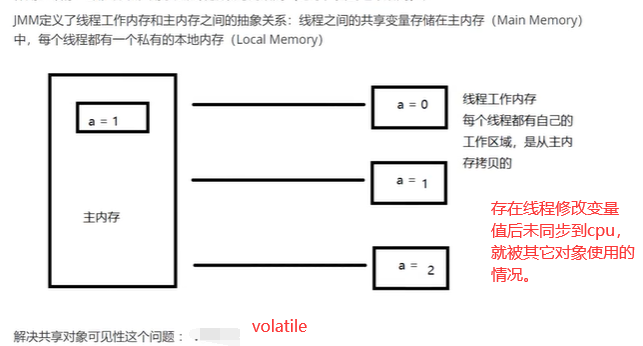 JMM定义了线程工作内存和主内存之间的抽象关系：线程之间的共享变量存储在主内存（Main Memory）
中，每个线程都有一个私有的本地内存（Local Memory）
a = 1
主内存
a = 0
a = 1
a = 2
线程工作内存
每个线程都有自己的
工作区域，是从主内
存拷贝的
存在线程修改变量
值后未同步到cpu，
就被其它对象使用的
情况。
解决共享对象可见性这个问题：
volatile